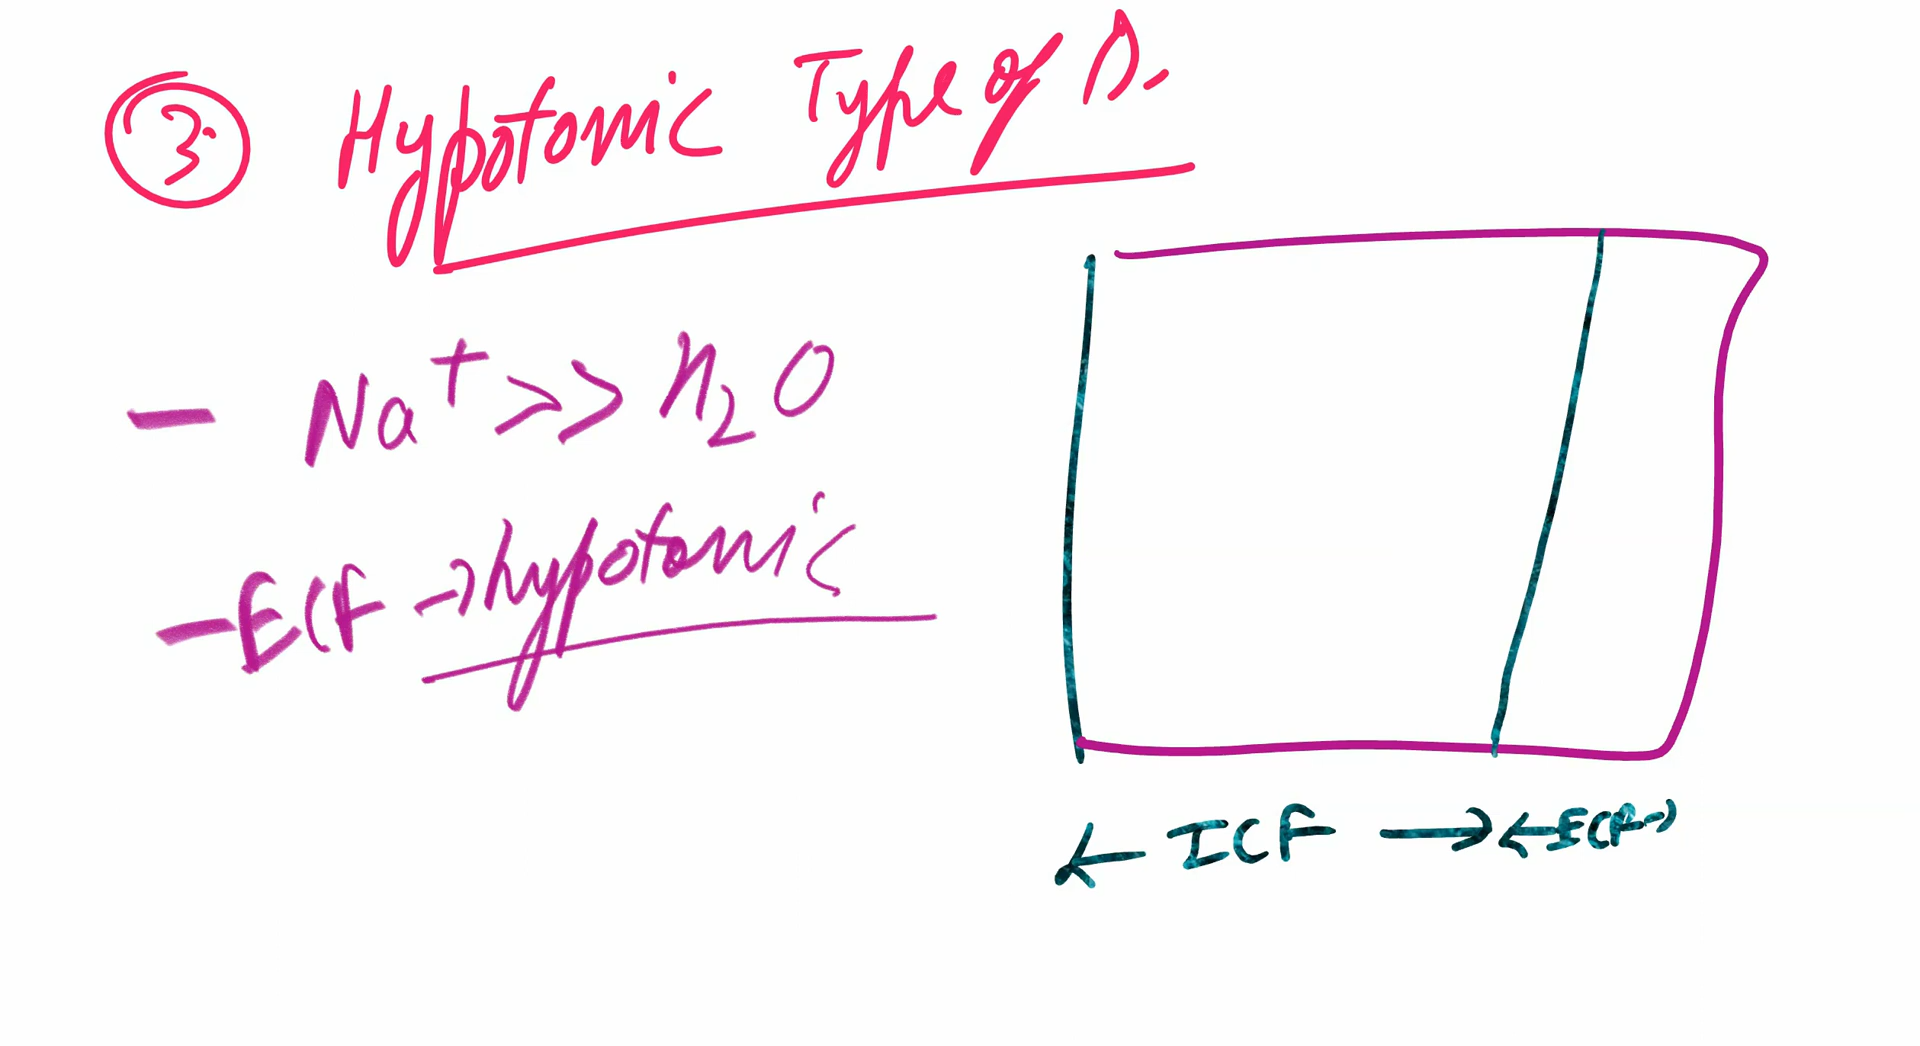 3. Hypotonic Type of D.
- Na⁺ >> H₂O
- ECF → hypotonic
← ICF → ← ECF →